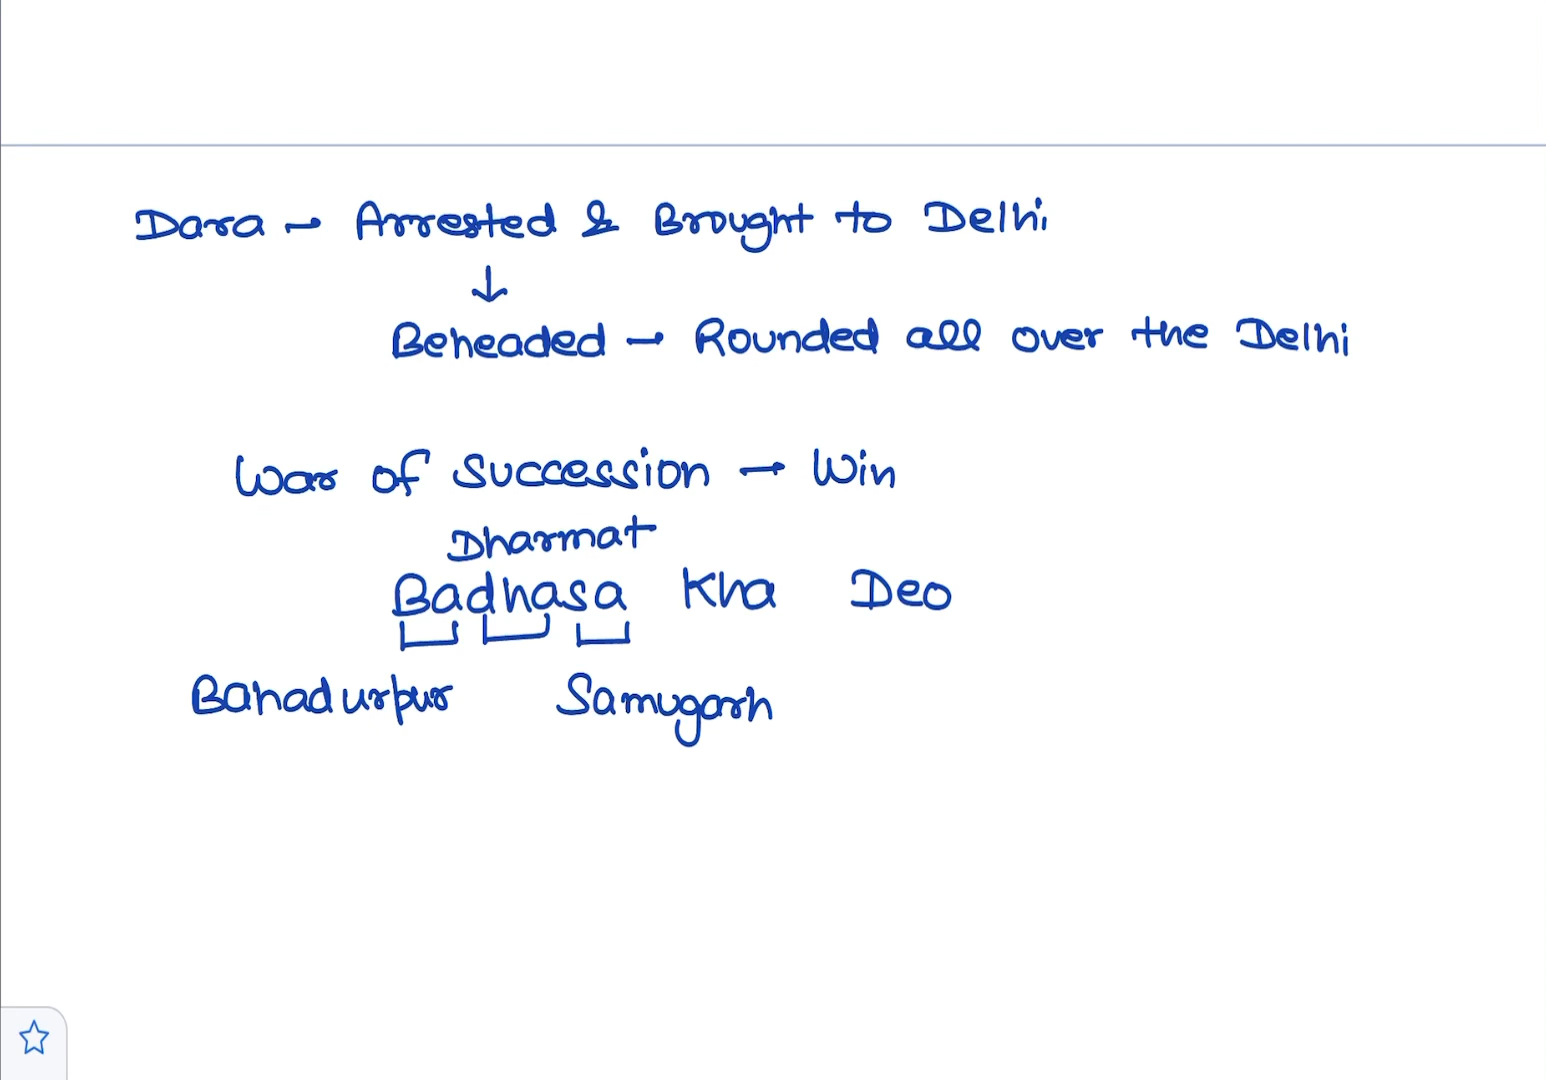 Dara → Arrested & Brought to Delhi
↓
Beheaded → Rounded all over the Delhi
War of Succession → Win
Dharmat
Badhasa Kha Deo
Bahadurpur Samugarh